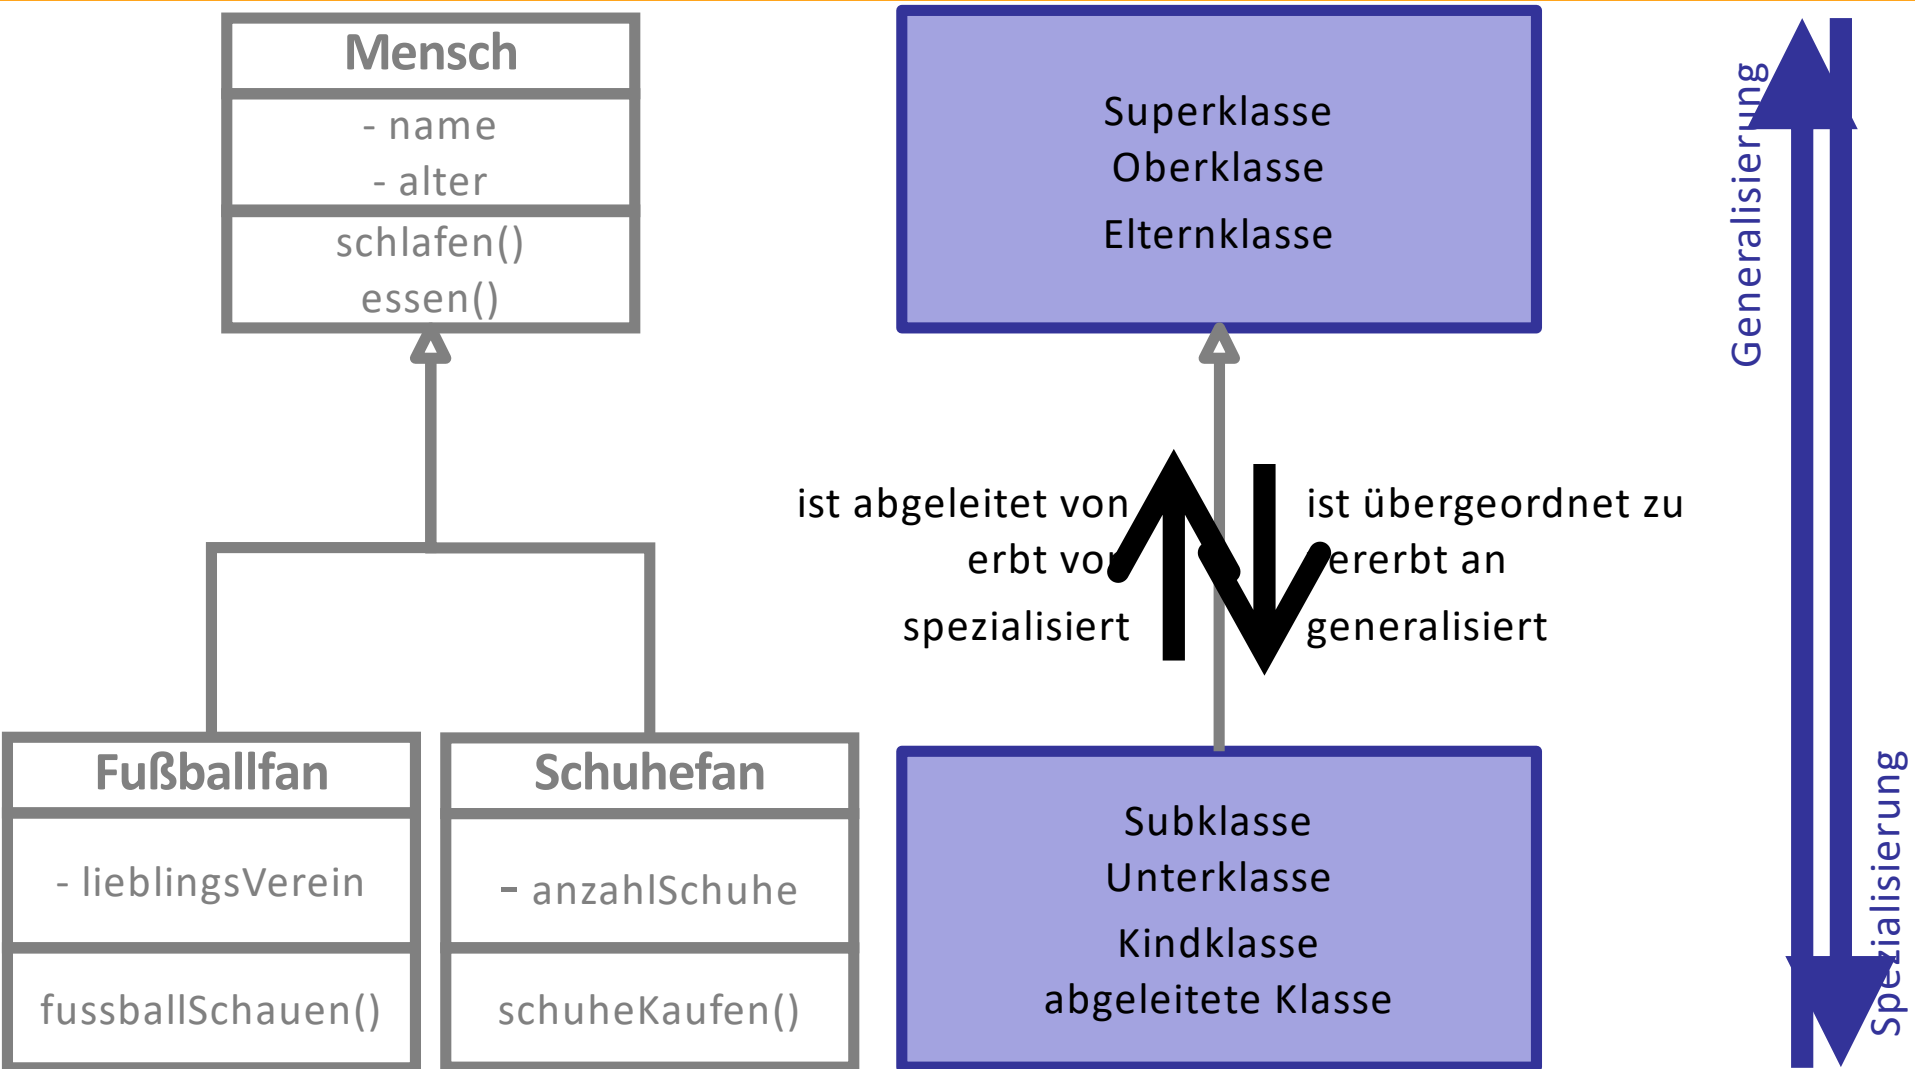 Mensch
- name
- alter
schlafen()
essen()
Fußballfan
- lieblingsVerein
fussballSchauen()
Schuhefan
- anzahlSchuhe
schuheKaufen()
Superklasse
Oberklasse
Elternklasse
ist abgeleitet von
erbt von
spezialisiert
ist übergeordnet zu
vererbt an
generalisiert
Subklasse
Unterklasse
Kindklasse
abgeleitete Klasse
Generalisierung
Spezialisierung